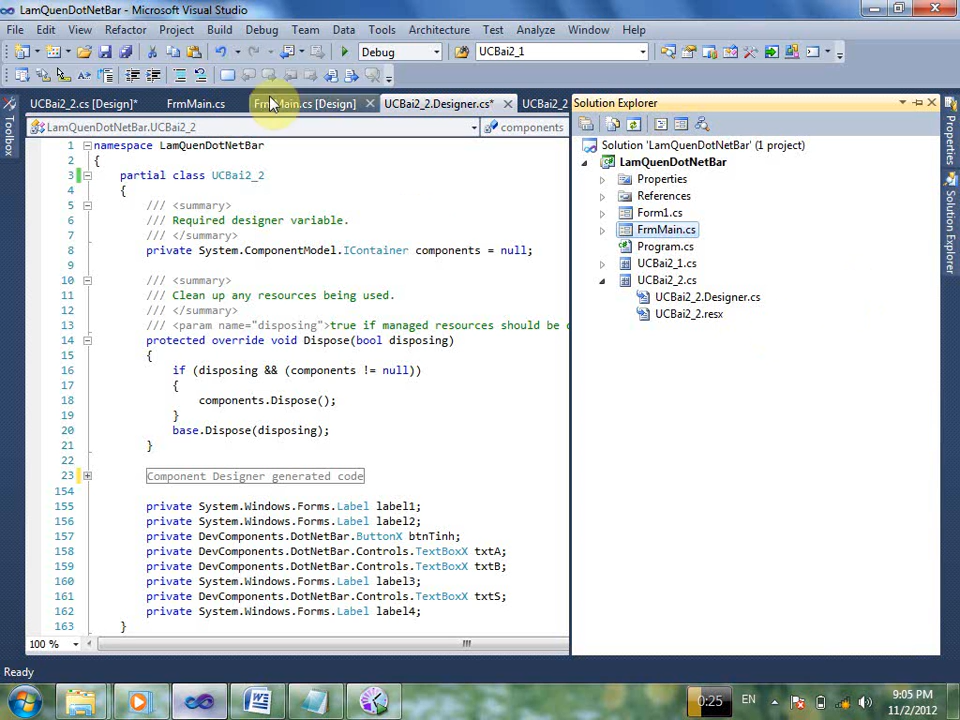 LamQuenDotNetBar - Microsoft Visual Studio
File Edit View Refactor Project Build Debug Team Data Tools Architecture Test Analyze Window Help
Debug UCBai2_1
UCBai2_2.cs [Design]* FrmMain.cs FrmMain.cs [Design] UCBai2_2.Designer.cs* UCBai2_2
Solution Explorer
Toolbox
Properties
Solution Explorer
LamQuenDotNetBar.UCBai2_2 components
1 namespace LamQuenDotNetBar
2 {
3 partial class UCBai2_2
4 {
5 /// <summary>
6 /// Required designer variable.
7 /// </summary>
8 private System.ComponentModel.IContainer components = null;
9
10 /// <summary>
11 /// Clean up any resources being used.
12 /// </summary>
13 /// <param name="disposing">true if managed resources should be d
14 protected override void Dispose(bool disposing)
15 {
16 if (disposing && (components != null))
17 {
18 components.Dispose();
19 }
20 base.Dispose(disposing);
21 }
22
23 Component Designer generated code
154
155 private System.Windows.Forms.Label label1;
156 private System.Windows.Forms.Label label2;
157 private DevComponents.DotNetBar.ButtonX btnTinh;
158 private DevComponents.DotNetBar.Controls.TextBoxX txtA;
159 private DevComponents.DotNetBar.Controls.TextBoxX txtB;
160 private System.Windows.Forms.Label label3;
161 private DevComponents.DotNetBar.Controls.TextBoxX txtS;
162 private System.Windows.Forms.Label label4;
163 }
100 %
Solution 'LamQuenDotNetBar' (1 project)
LamQuenDotNetBar
Properties
References
Form1.cs
FrmMain.cs
Program.cs
UCBai2_1.cs
UCBai2_2.cs
UCBai2_2.Designer.cs
UCBai2_2.resx
Ready
0:25 EN 9:05 PM
11/2/2012